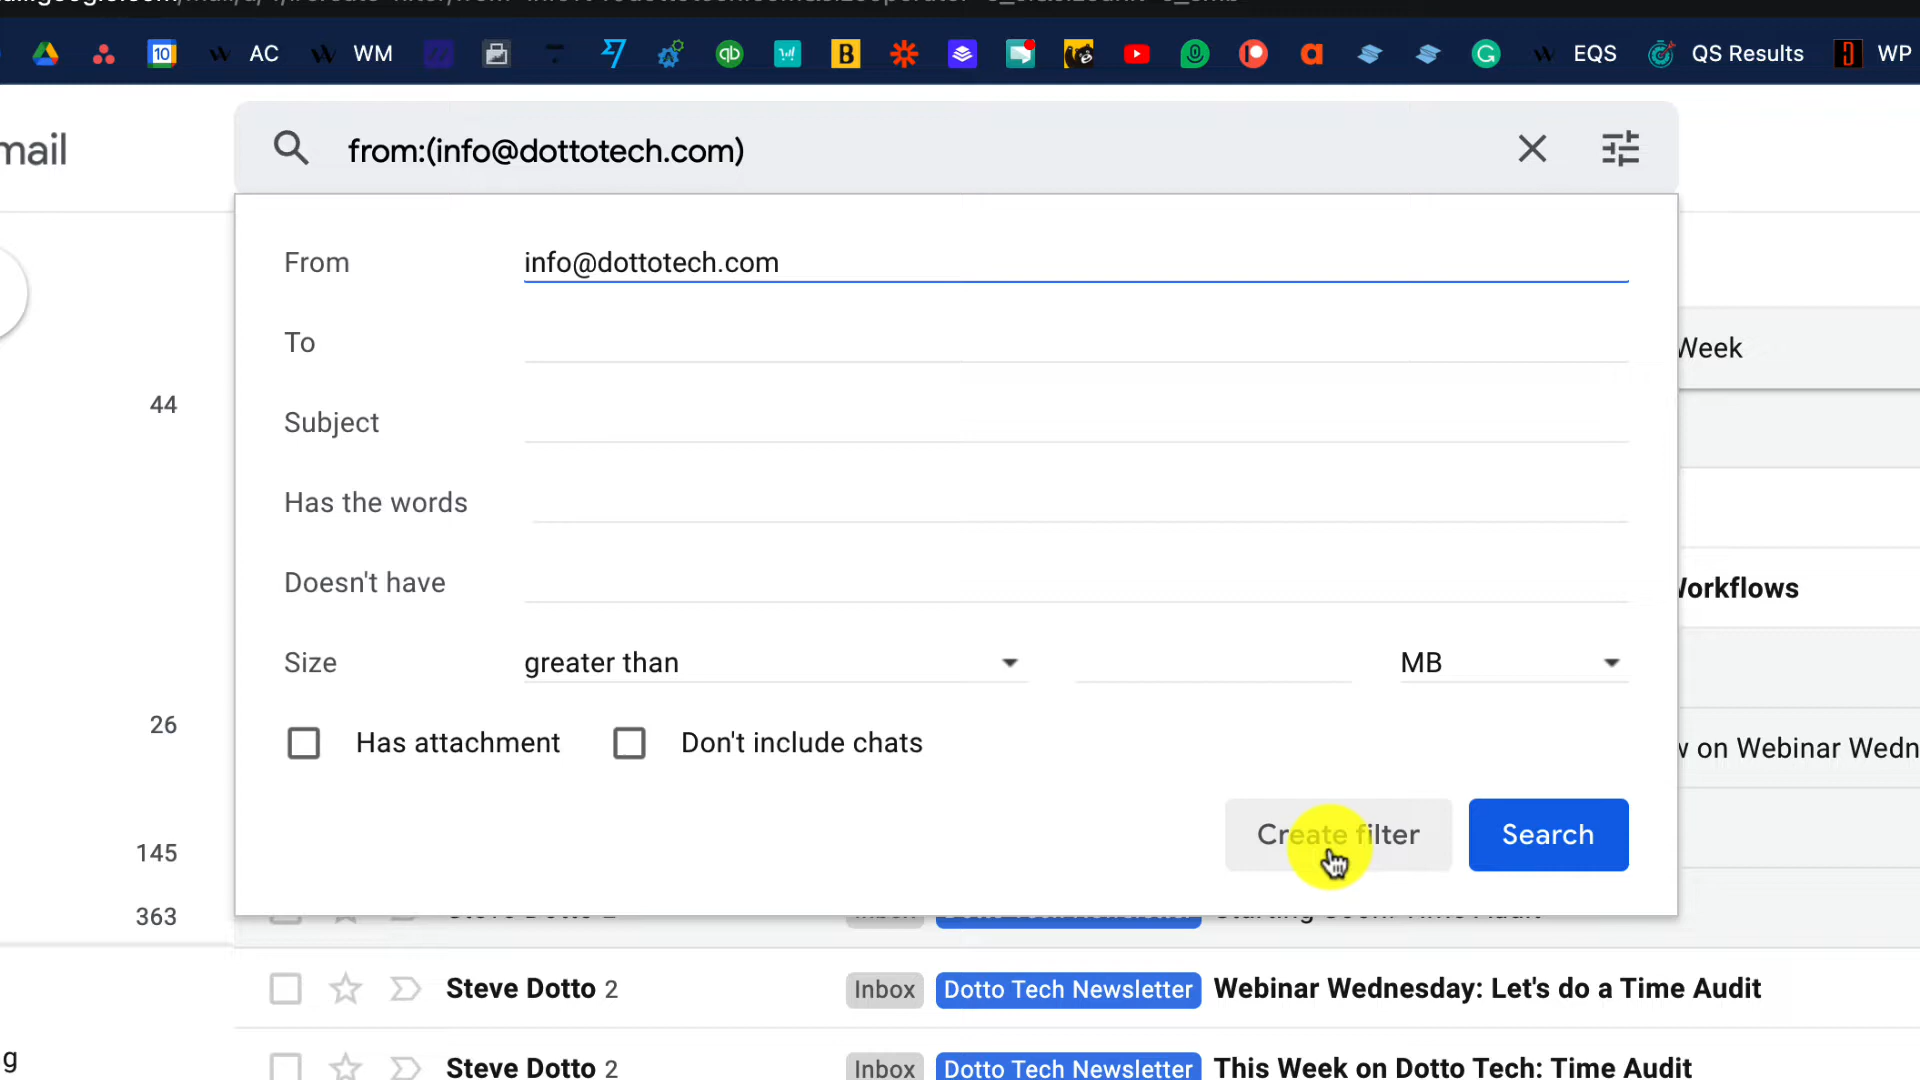 10 AC WM EQS QS Results WP
mail
from:(info@dottotech.com)
From info@dottotech.com
To
Week
44
Subject
Has the words
Doesn't have
Workflows
Size greater than MB
26
Has attachment Don't include chats
w on Webinar Wedn
Create filter Search
145
363
Steve Dotto 2 Inbox Dotto Tech Newsletter Webinar Wednesday: Let's do a Time Audit
g
Steve Dotto 2 Inbox Dotto Tech Newsletter This Week on Dotto Tech: Time Audit